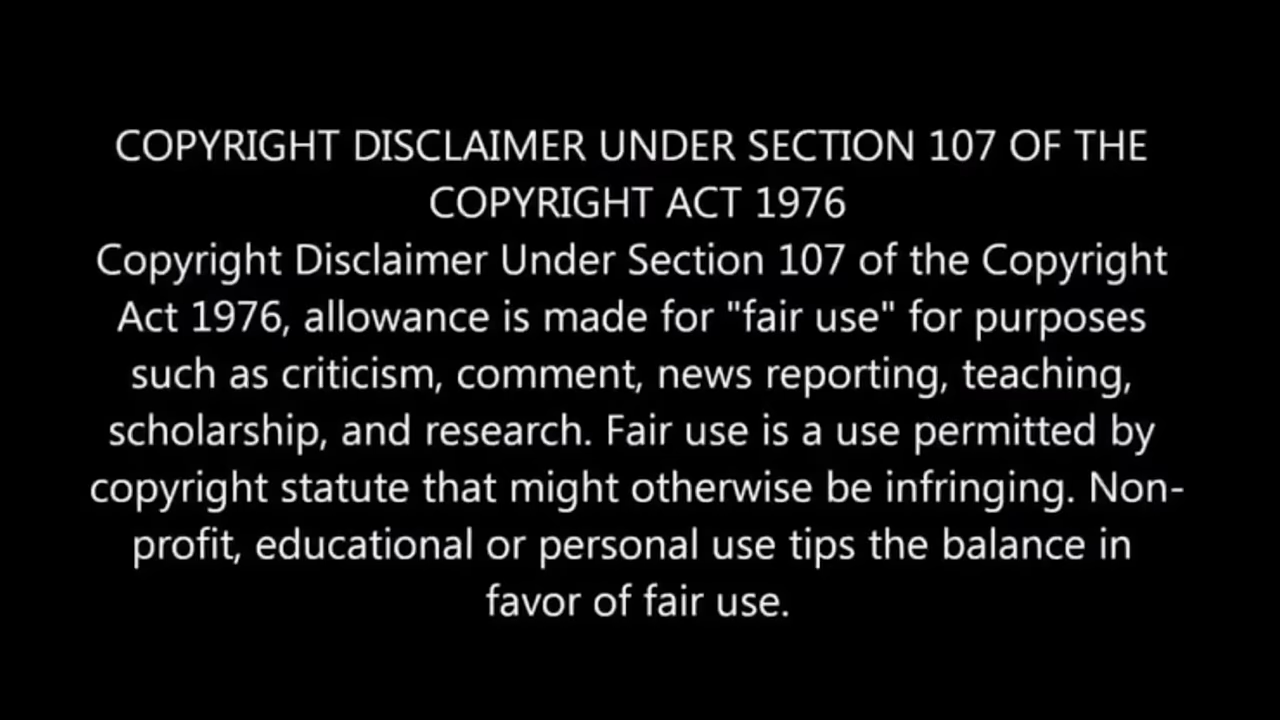 COPYRIGHT DISCLAIMER UNDER SECTION 107 OF THE
COPYRIGHT ACT 1976
Copyright Disclaimer Under Section 107 of the Copyright
Act 1976, allowance is made for "fair use" for purposes
such as criticism, comment, news reporting, teaching,
scholarship, and research. Fair use is a use permitted by
copyright statute that might otherwise be infringing. Non-
profit, educational or personal use tips the balance in
favor of fair use.